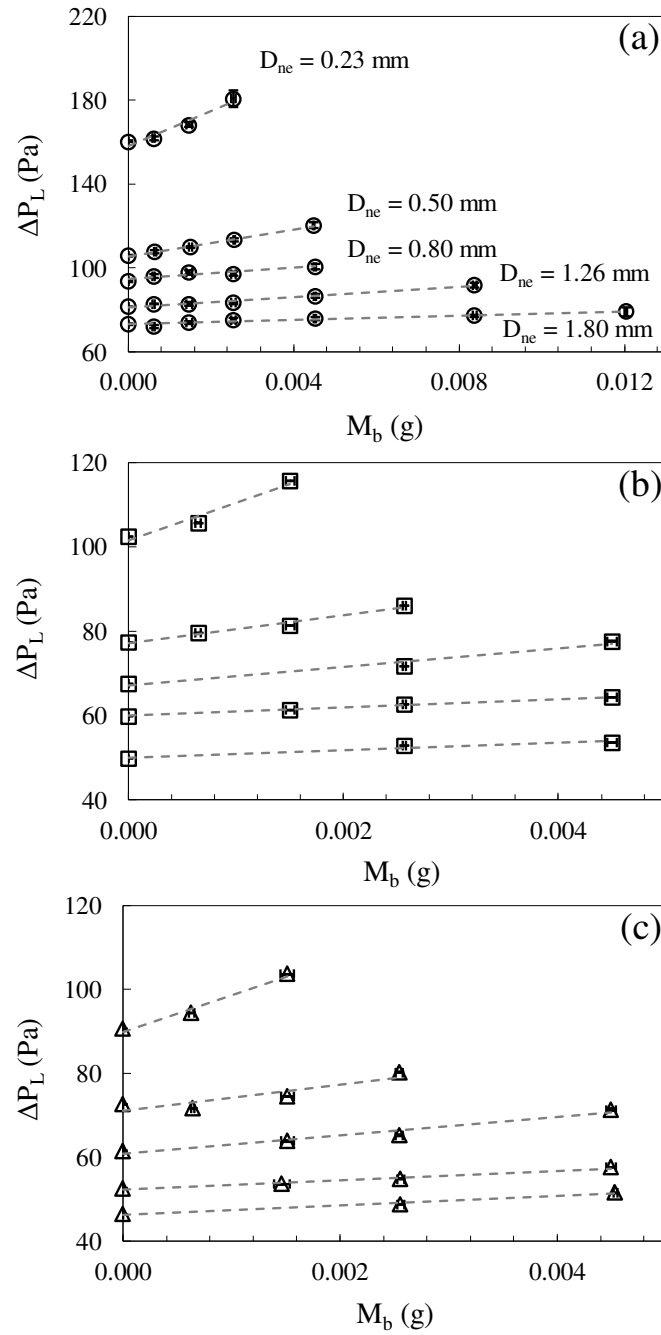 220
(a)
D_ne = 0.23 mm
180
140
ΔP_L (Pa)
D_ne = 0.50 mm
D_ne = 0.80 mm
100
D_ne = 1.26 mm
D_ne = 1.80 mm
60
0.000 0.004 0.008 0.012
M_b (g)
120
(b)
100
ΔP_L (Pa)
80
60
40
0.000 0.002 0.004
M_b (g)
120
(c)
100
ΔP_L (Pa)
80
60
40
0.000 0.002 0.004
M_b (g)